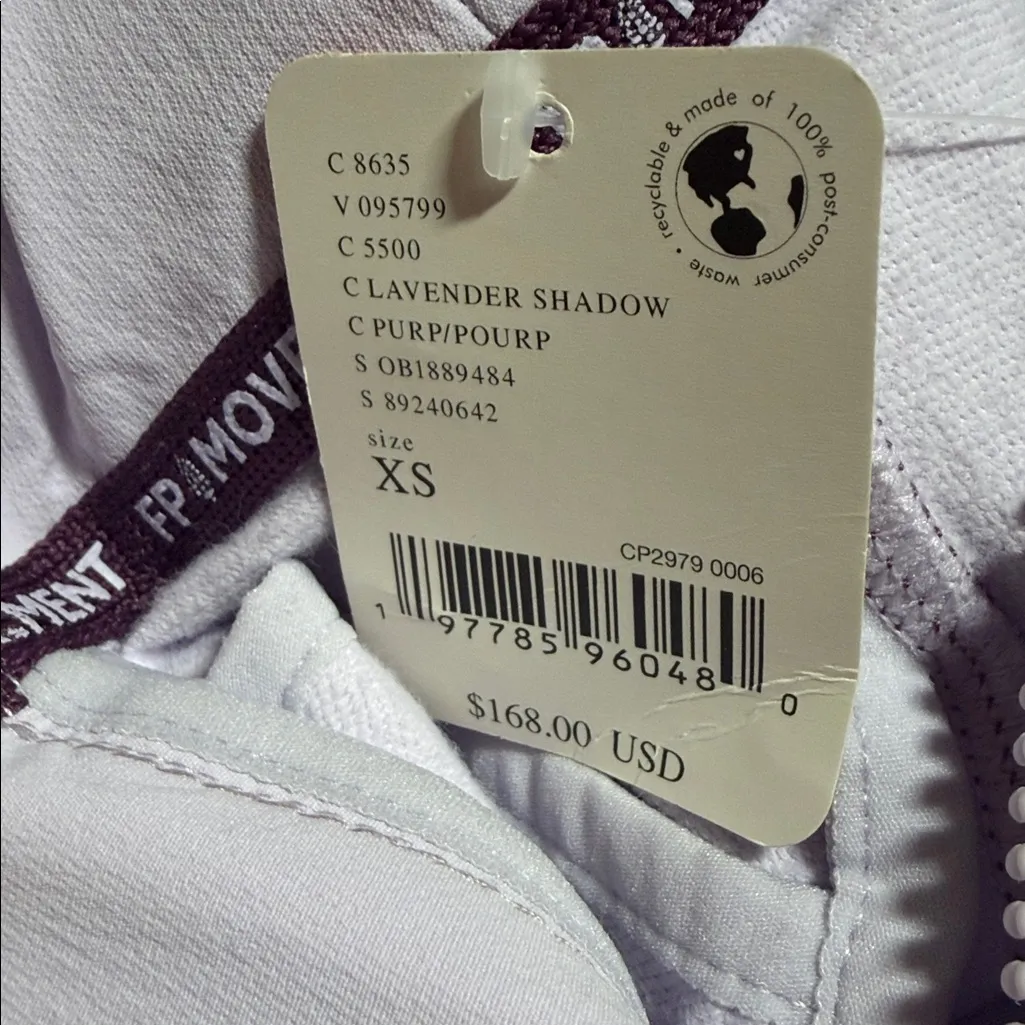 C 8635
V 095799
C 5500
C LAVENDER SHADOW
C PURP/POURP
S OB1889484
S 89240642
size
XS
recyclable & made of 100% post-consumer waste •
CP2979 0006
1 97785 96048 0
$168.00 USD
FP MOVE
MENT